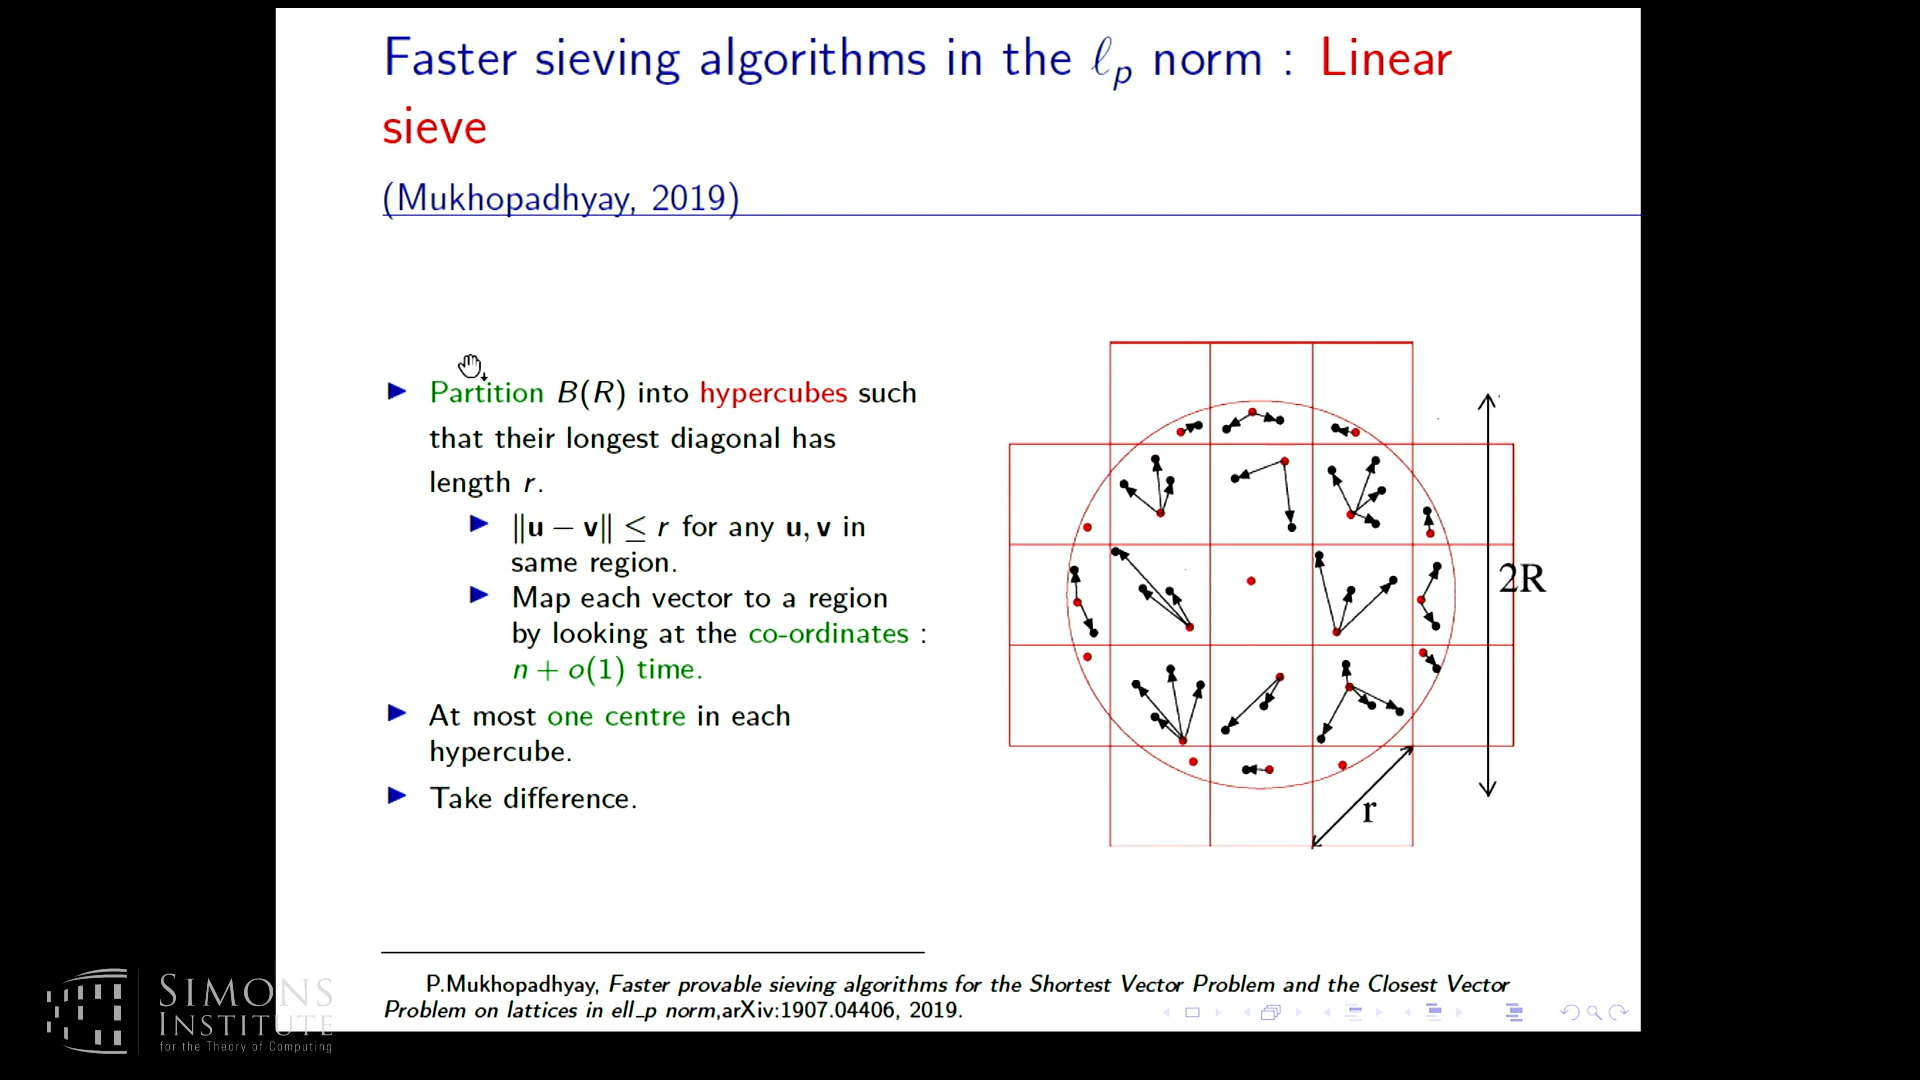 Faster sieving algorithms in the ℓp norm : Linear
sieve
(Mukhopadhyay, 2019)
▶ Partition B(R) into hypercubes such
that their longest diagonal has
length r.
▶ ‖u − v‖ ≤ r for any u, v in
same region.
▶ Map each vector to a region
by looking at the co-ordinates :
n + o(1) time.
▶ At most one centre in each
hypercube.
▶ Take difference.
2R
r
P.Mukhopadhyay, Faster provable sieving algorithms for the Shortest Vector Problem and the Closest Vector
Problem on lattices in ell_p norm,arXiv:1907.04406, 2019.
SIMONS
INSTITUTE
for the Theory of Computing